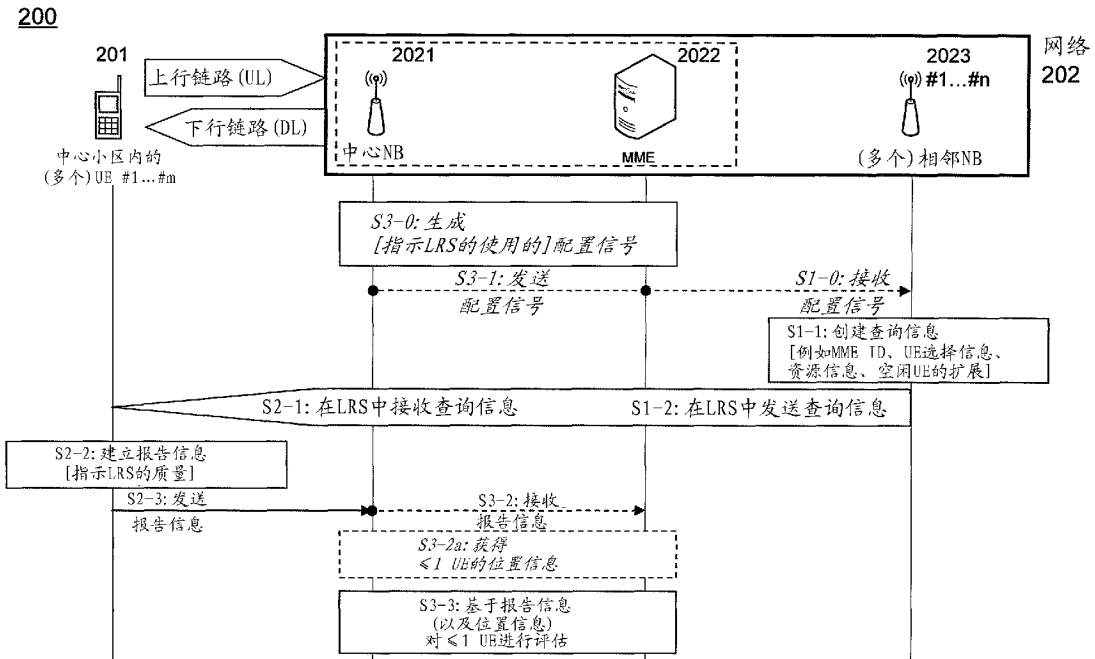 200
201
2021
2022
2023
#1...#n
网络
202
上行链路(UL)
下行链路(DL)
中心小区内的
(多个)UE #1...#m
中心NB
MME
(多个)相邻NB
S3-0:生成
[指示LRS的使用的]配置信号
S3-1:发送
配置信号
S1-0:接收
配置信号
S1-1:创建查询信息
[例如MME ID、UE选择信息、
资源信息、空闲UE的扩展]
S2-1:在LRS中接收查询信息
S1-2:在LRS中发送查询信息
S2-2:建立报告信息
[指示LRS的质量]
S2-3:发送
报告信息
S3-2:接收
报告信息
S3-2a:获得
≤1 UE的位置信息
S3-3:基于报告信息
(以及位置信息)
对≤1 UE进行评估